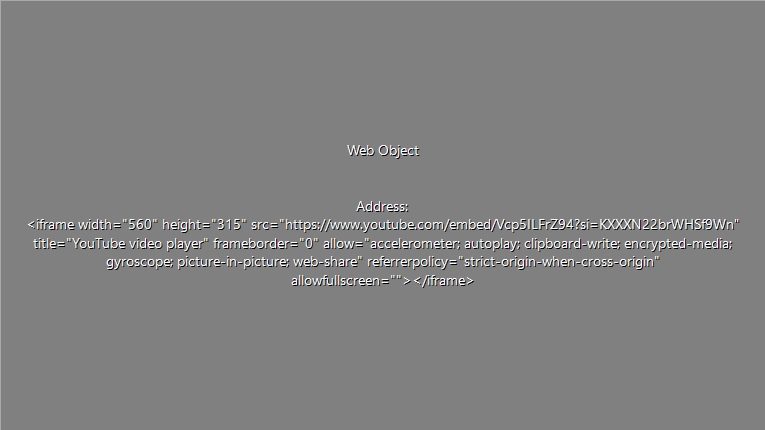 Web Object
Address:
<iframe width="560" height="315" src="https://www.youtube.com/embed/Vcp5ILFrZ94?si=KXXXN22brWHSf9Wn"
title="YouTube video player" frameborder="0" allow="accelerometer; autoplay; clipboard-write; encrypted-media;
gyroscope; picture-in-picture; web-share" referrerpolicy="strict-origin-when-cross-origin"
allowfullscreen=""></iframe>